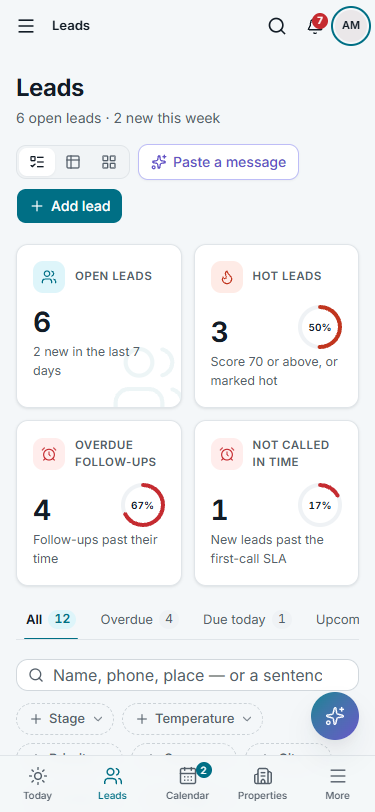 Leads
7
AM
Leads
6 open leads · 2 new this week
Paste a message
Add lead
OPEN LEADS
6
2 new in the last 7
days
HOT LEADS
3
50%
Score 70 or above, or
marked hot
OVERDUE
FOLLOW-UPS
4
67%
Follow-ups past their
time
NOT CALLED
IN TIME
1
17%
New leads past the
first-call SLA
All 12 Overdue 4 Due today 1 Upcom
Name, phone, place — or a sentenc
Stage Temperature
2
Today Leads Calendar Properties More